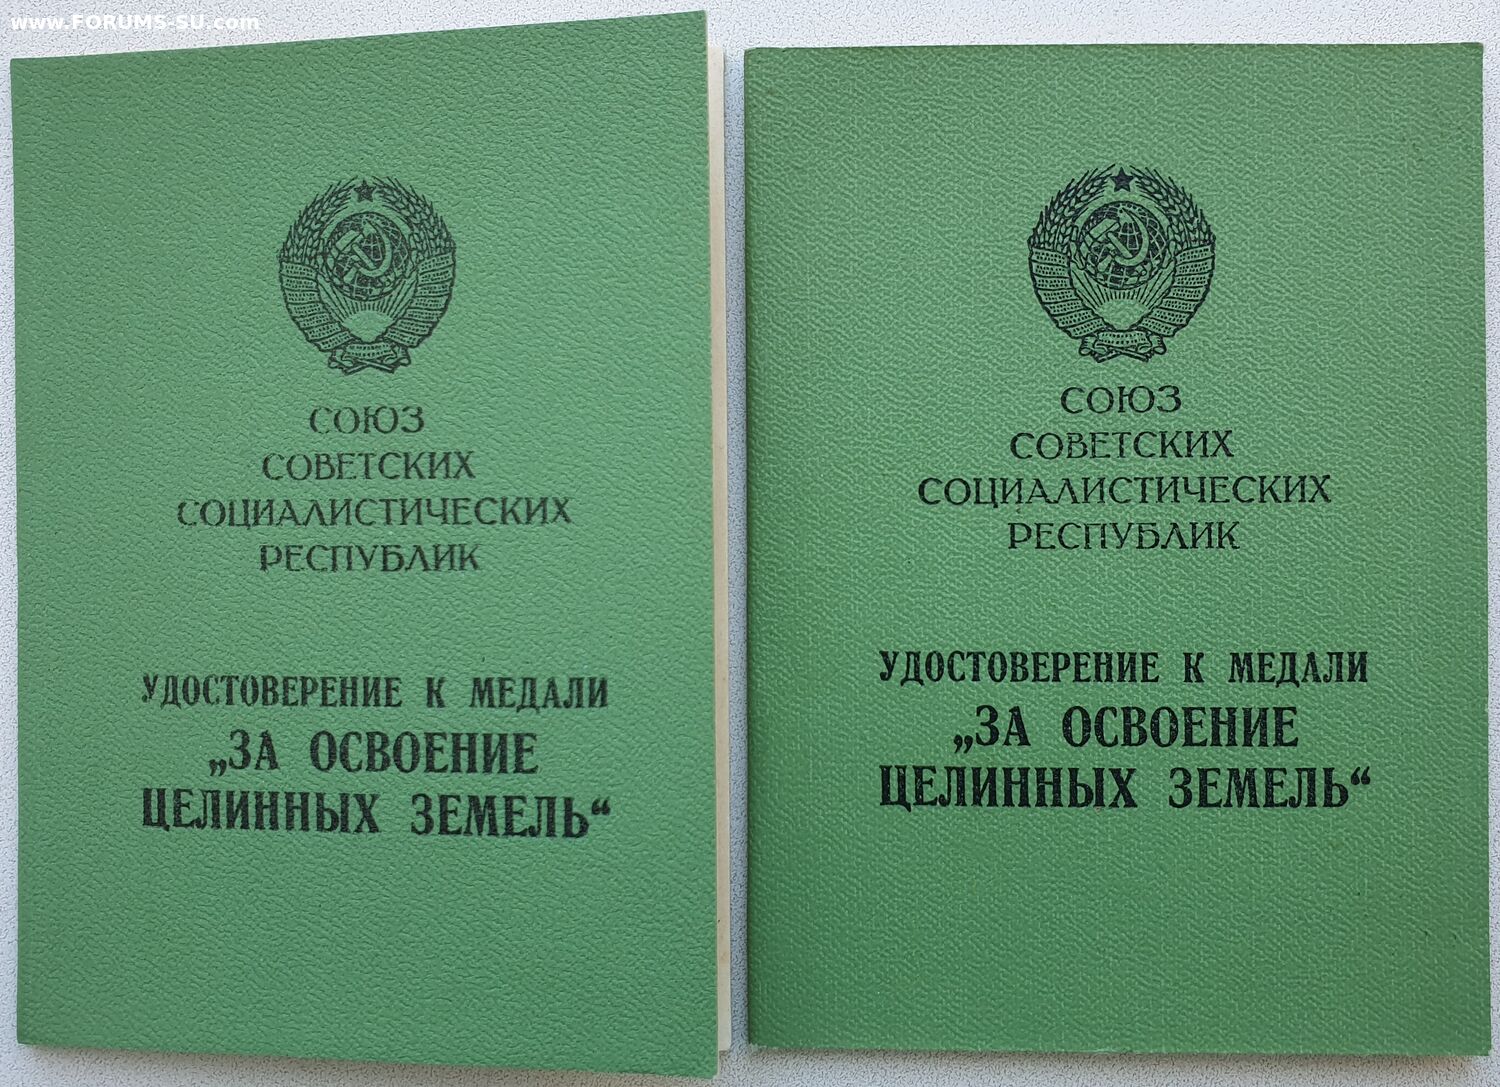 www.FORUMS-SU.com
СОЮЗ
СОВЕТСКИХ
СОЦИАЛИСТИЧЕСКИХ
РЕСПУБЛИК
УДОСТОВЕРЕНИЕ К МЕДАЛИ
„ЗА ОСВОЕНИЕ
ЦЕЛИННЫХ ЗЕМЕЛЬ“
СОЮЗ
СОВЕТСКИХ
СОЦИАЛИСТИЧЕСКИХ
РЕСПУБЛИК
УДОСТОВЕРЕНИЕ К МЕДАЛИ
„ЗА ОСВОЕНИЕ
ЦЕЛИННЫХ ЗЕМЕЛЬ“